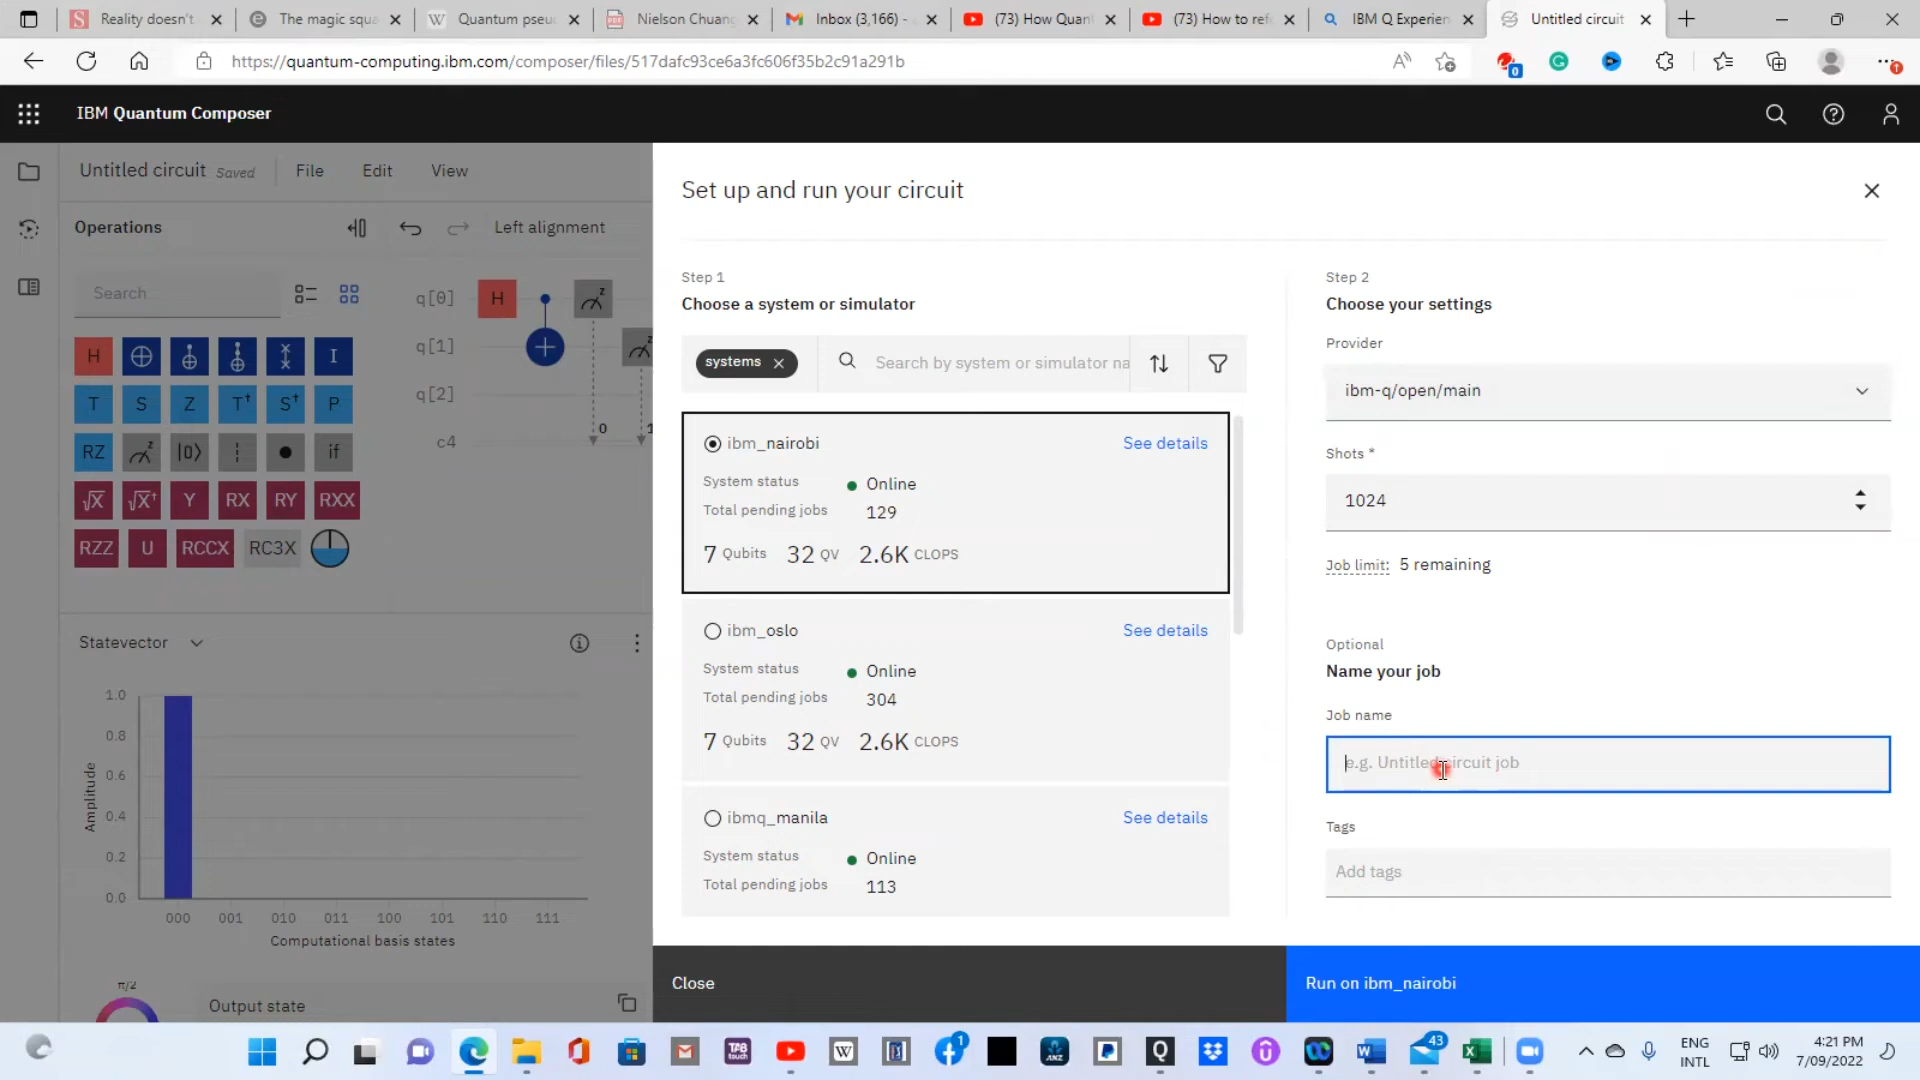 Reality doesn't
The magic squa
Quantum pseu
Nielson Chuang
Inbox (3,166) -
(73) How Quant
(73) How to ref
IBM Q Experien
Untitled circuit
https://quantum-computing.ibm.com/composer/files/517dafc93ce6a3fc606f35b2c91a291b
IBM Quantum Composer
Untitled circuit Saved File Edit View
Operations
Left alignment
Search...
q[0] H
q[1]
q[2]
c4
0
1
H I
T S Z T† S† P
RZ |0⟩ if
√X √X† Y RX RY RXX
RZZ U RCCX RC3X
Statevector
1.0
0.8
0.6
0.4
0.2
0.0
Amplitude
000 001 010 011 100 101 110 111
Computational basis states
π/2
Output state
Set up and run your circuit
Step 1
Choose a system or simulator
systems
Search by system or simulator na
ibm_nairobi See details
System status Online
Total pending jobs 129
7 Qubits 32 QV 2.6K CLOPS
ibm_oslo See details
System status Online
Total pending jobs 304
7 Qubits 32 QV 2.6K CLOPS
ibmq_manila See details
System status Online
Total pending jobs 113
Step 2
Choose your settings
Provider
ibm-q/open/main
Shots *
1024
Job limit: 5 remaining
Optional
Name your job
Job name
e.g. Untitled circuit job
Tags
Add tags
Close
Run on ibm_nairobi
ENG
INTL
4:21 PM
7/09/2022
43
1
0